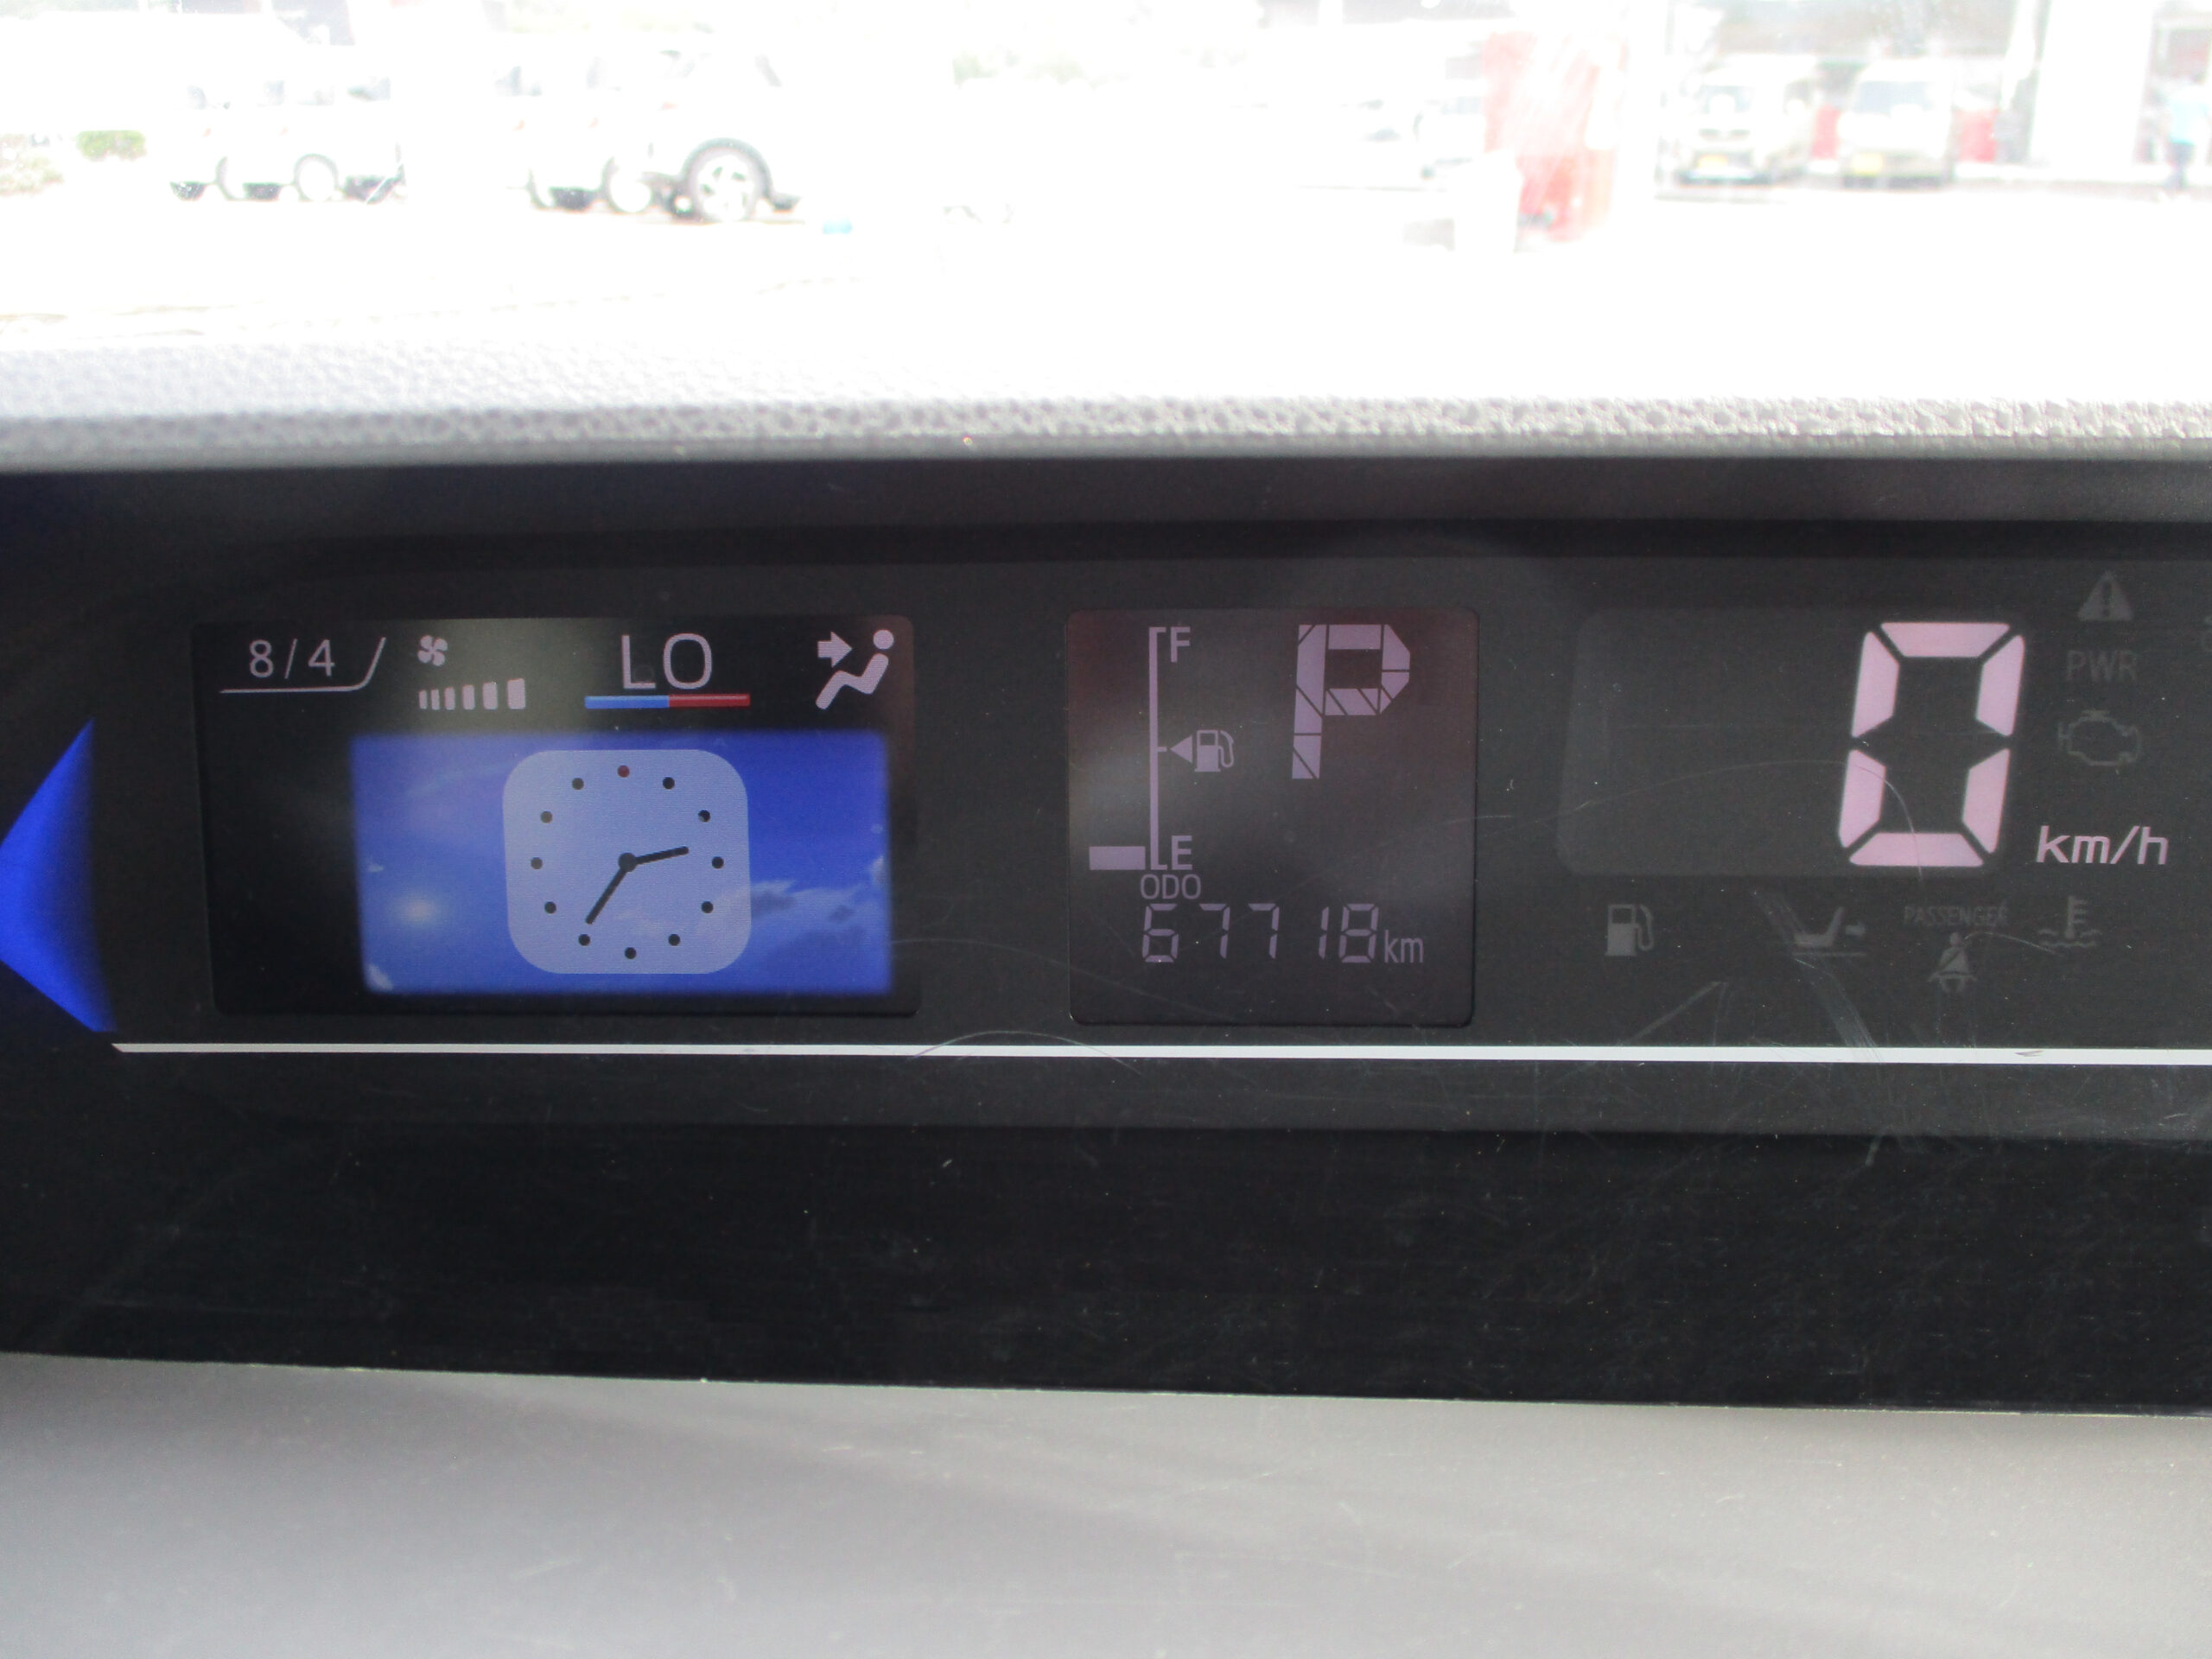 8/4
LO
F
P
E
ODO
67718km
0
km/h
PWR
PASSENGER